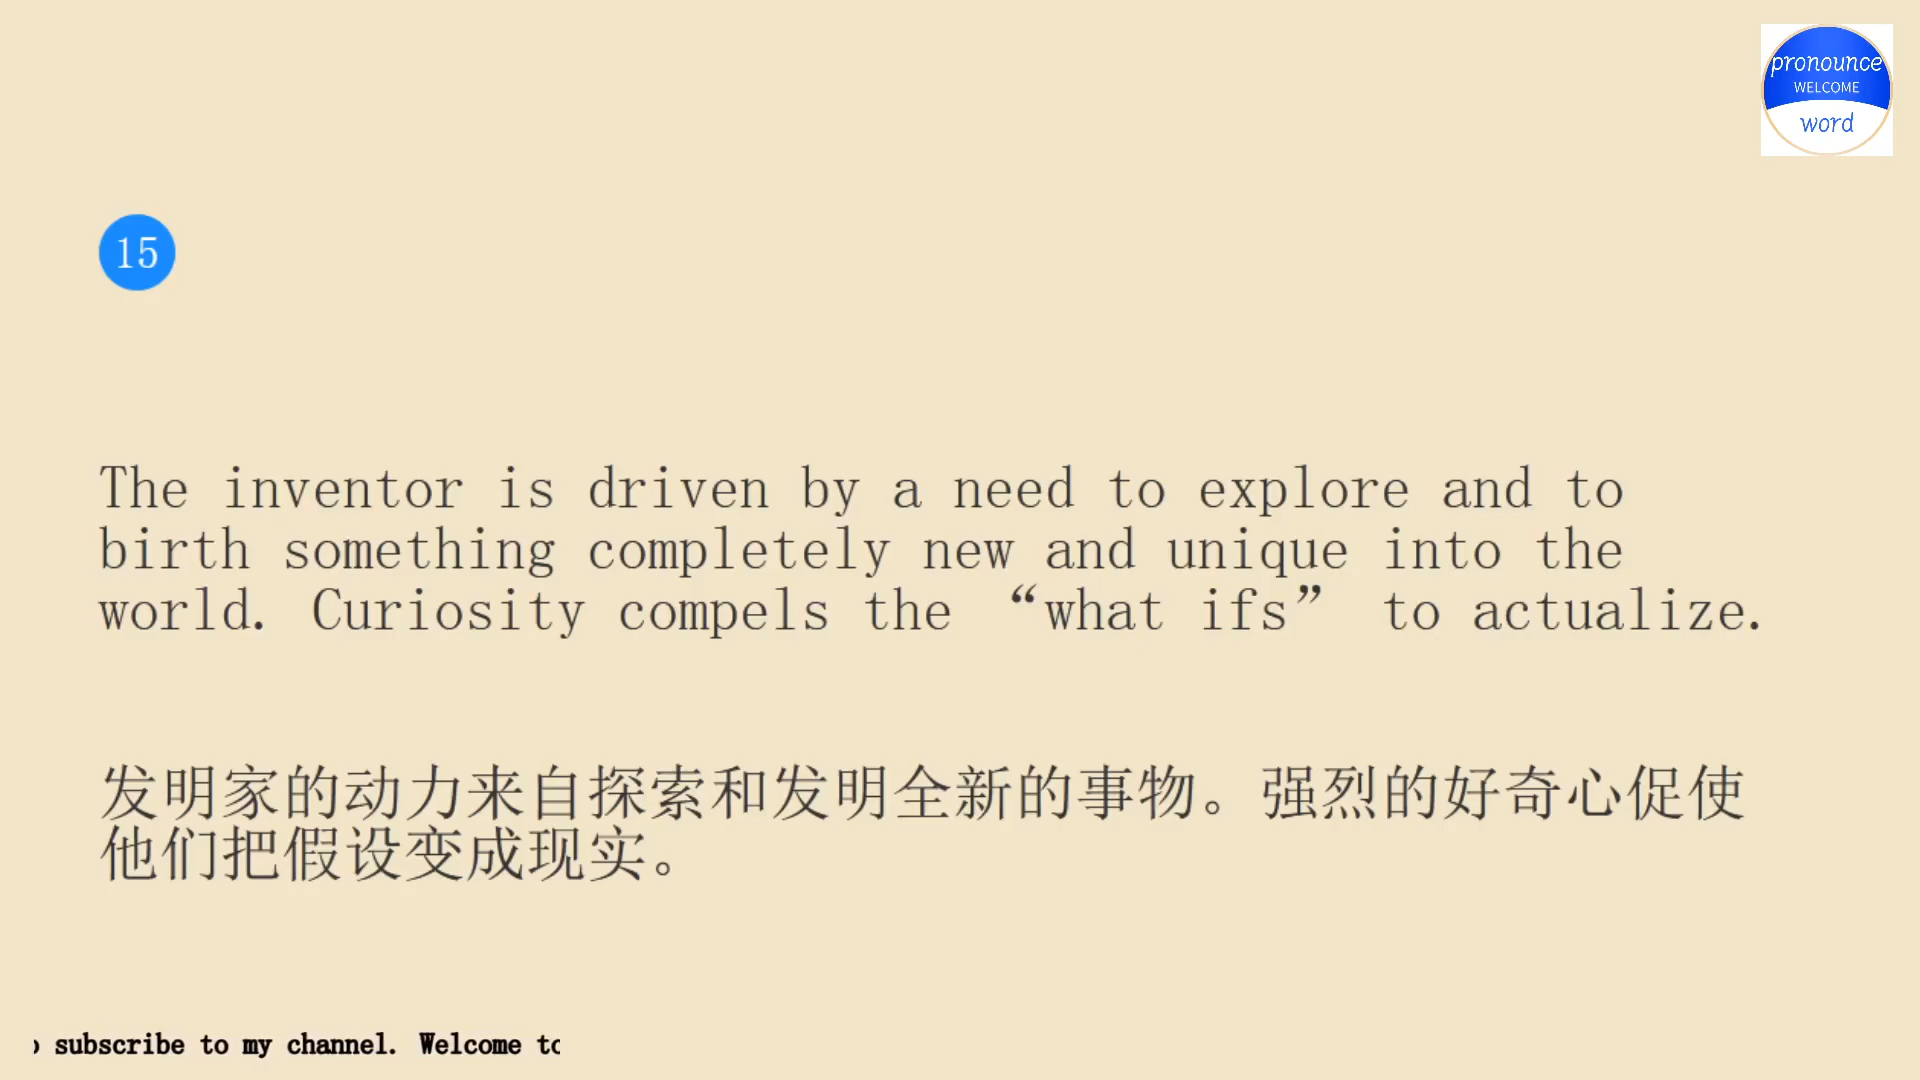 pronounce
WELCOME
word
15
The inventor is driven by a need to explore and to
birth something completely new and unique into the
world. Curiosity compels the “what ifs” to actualize.
发明家的动力来自探索和发明全新的事物。强烈的好奇心促使
他们把假设变成现实。
subscribe to my channel. Welcome to